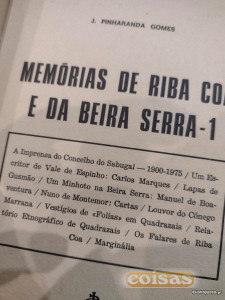 J. PINHARANDA GOMES
MEMÓRIAS DE RIBA COA
E DA BEIRA SERRA-1
A Imprensa do Concelho do Sabugal — 1900-1975 / Um Es-
critor de Vale de Espinho: Carlos Marques / Lapas de
Gusmão / Um Minhoto na Beira Serra: Manuel de Boa-
ventura / Nuno de Montemor: Cartas / Louvor do Cónego
Marrana / Vestígios de «Folias» em Quadrazais / Rela-
tório Etnográfico de Quadrazais / Os Falares de Riba
Coa / Marginália
coisas